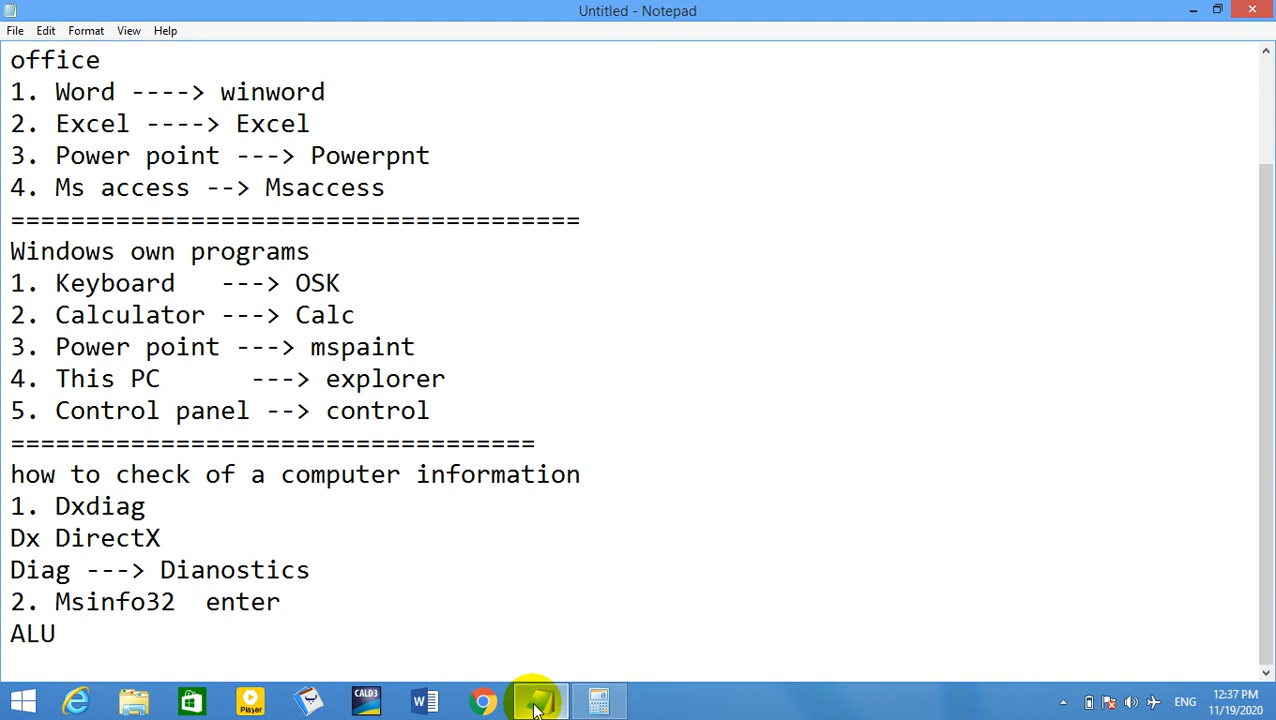 Untitled - Notepad
File Edit Format View Help
office
1. Word ----> winword
2. Excel ----> Excel
3. Power point ---> Powerpnt
4. Ms access --> Msaccess
======================================
Windows own programs
1. Keyboard   ---> OSK
2. Calculator ---> Calc
3. Power point ---> mspaint
4. This PC      ---> explorer
5. Control panel --> control
===================================
how to check of a computer information
1. Dxdiag
Dx DirectX
Diag ---> Dianostics
2. Msinfo32  enter
ALU
Player
CALD3
ENG
12:37 PM
11/19/2020